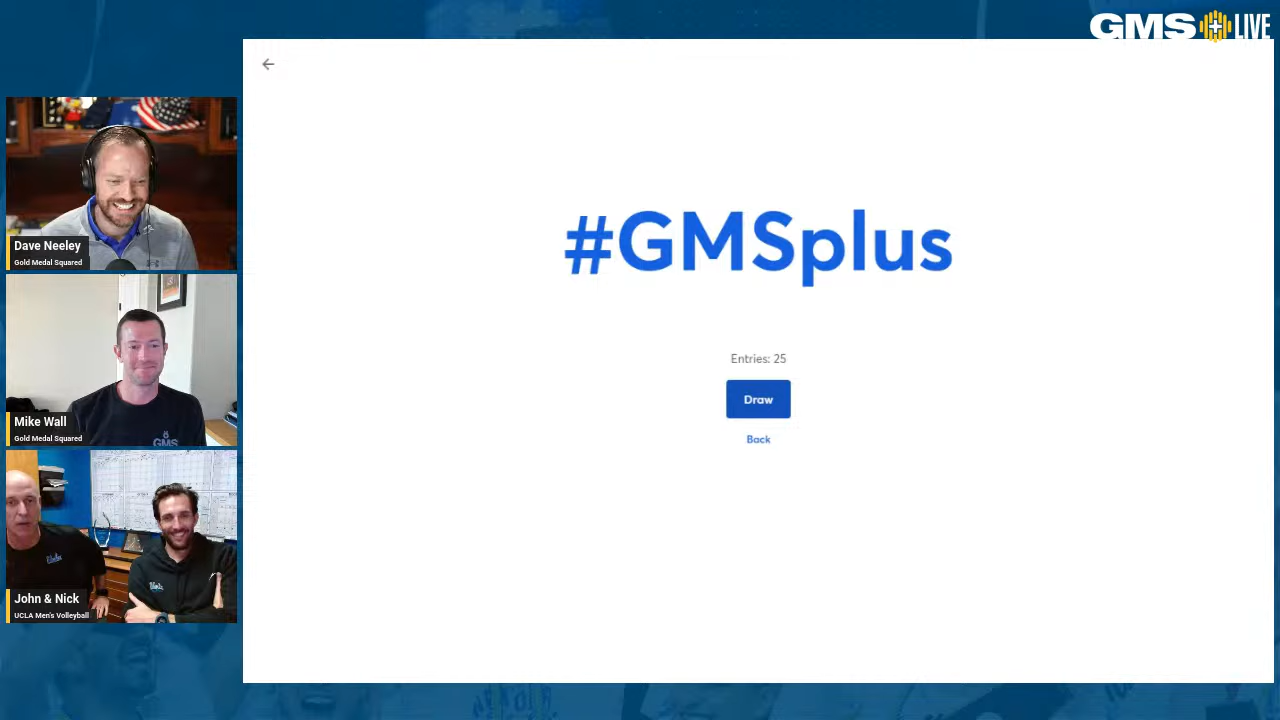 GMS LIVE
←
#GMSplus
Entries: 25
Draw
Back
Dave Neeley
Gold Medal Squared
GMS
Mike Wall
Gold Medal Squared
John & Nick
UCLA Men's Volleyball